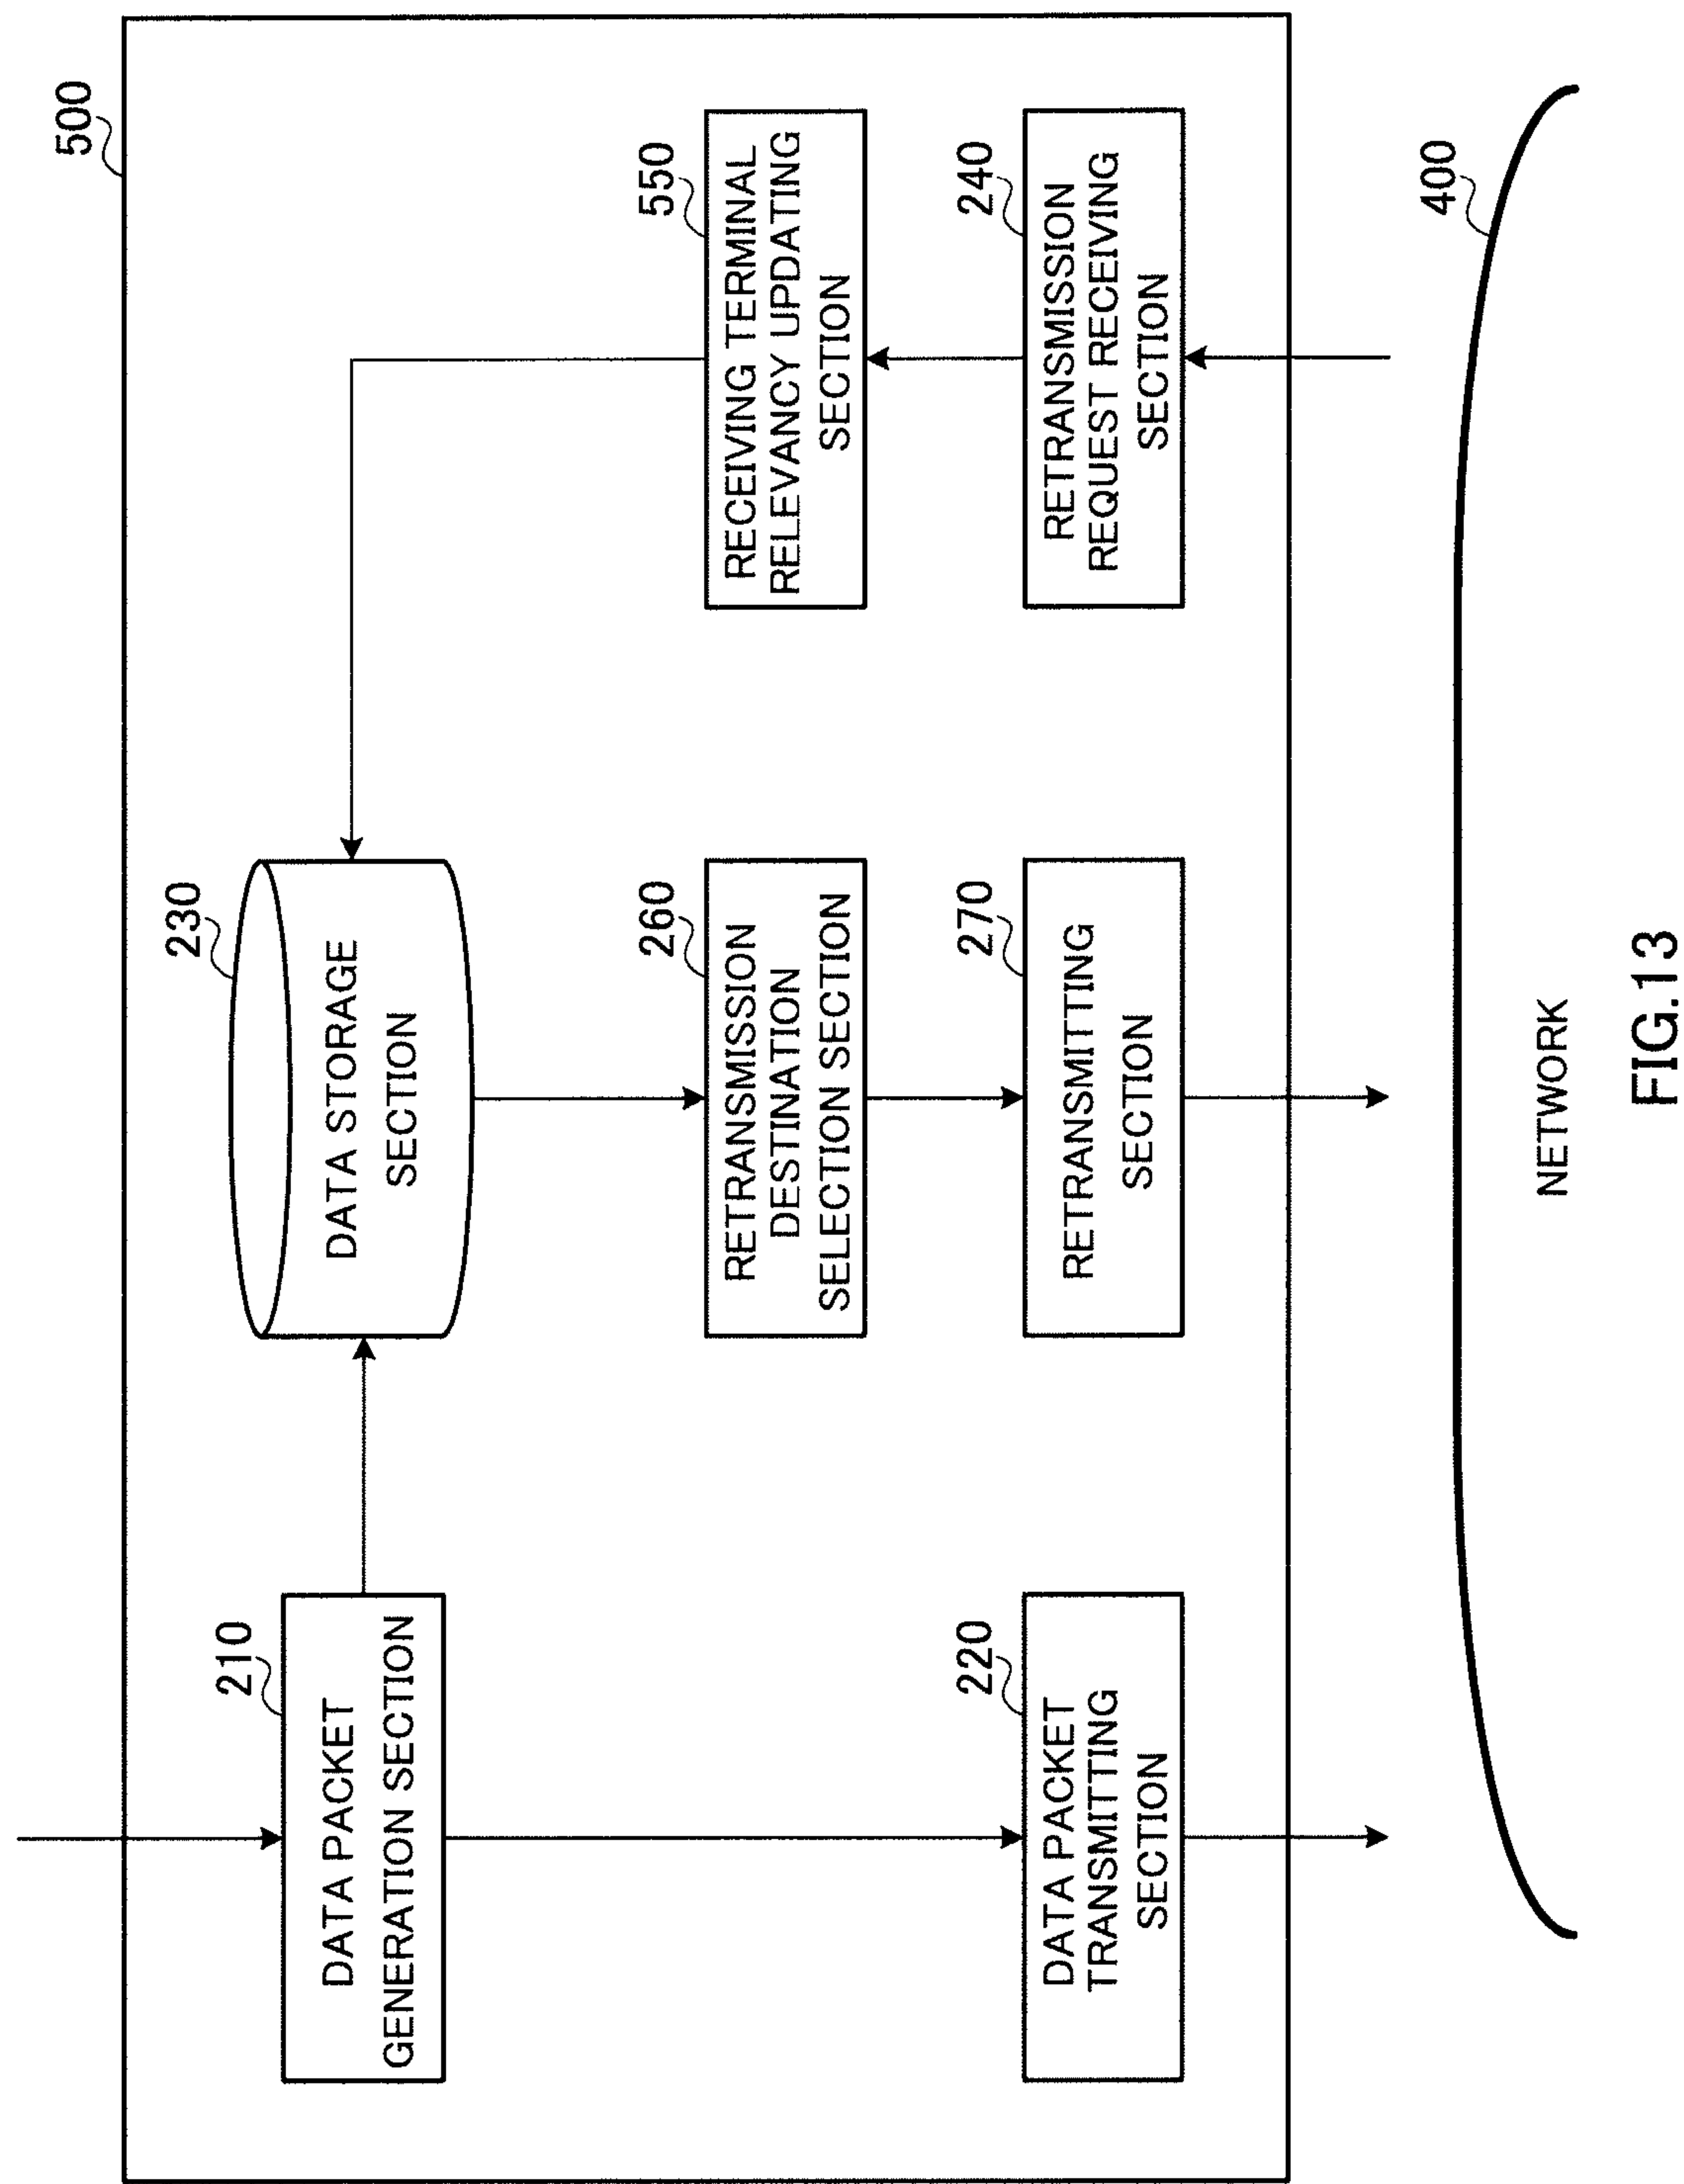 500
210
DATA PACKET
GENERATION SECTION
230
DATA STORAGE
SECTION
260
RETRANSMISSION
DESTINATION
SELECTION SECTION
550
RECEIVING TERMINAL
RELEVANCY UPDATING
SECTION
220
DATA PACKET
TRANSMITTING
SECTION
270
RETRANSMITTING
SECTION
240
RETRANSMISSION
REQUEST RECEIVING
SECTION
400
NETWORK
FIG.13